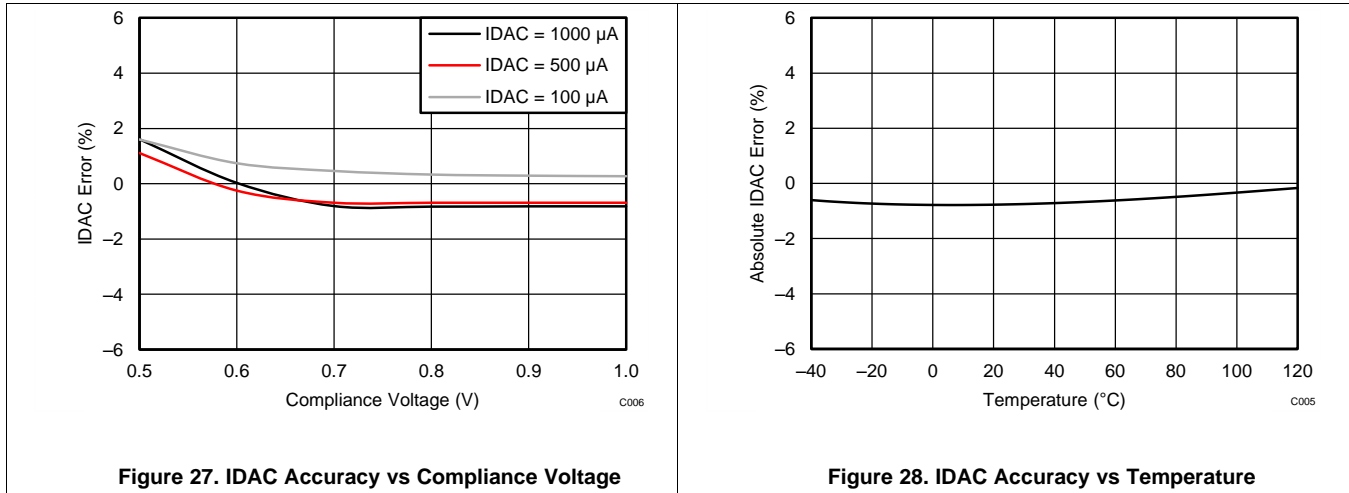 6
4
2
0
–2
–4
–6
IDAC Error (%)
IDAC = 1000 µA
IDAC = 500 µA
IDAC = 100 µA
0.5 0.6 0.7 0.8 0.9 1.0
Compliance Voltage (V)
C006
Figure 27. IDAC Accuracy vs Compliance Voltage
6
4
2
0
–2
–4
–6
Absolute IDAC Error (%)
–40 –20 0 20 40 60 80 100 120
Temperature (°C)
C005
Figure 28. IDAC Accuracy vs Temperature